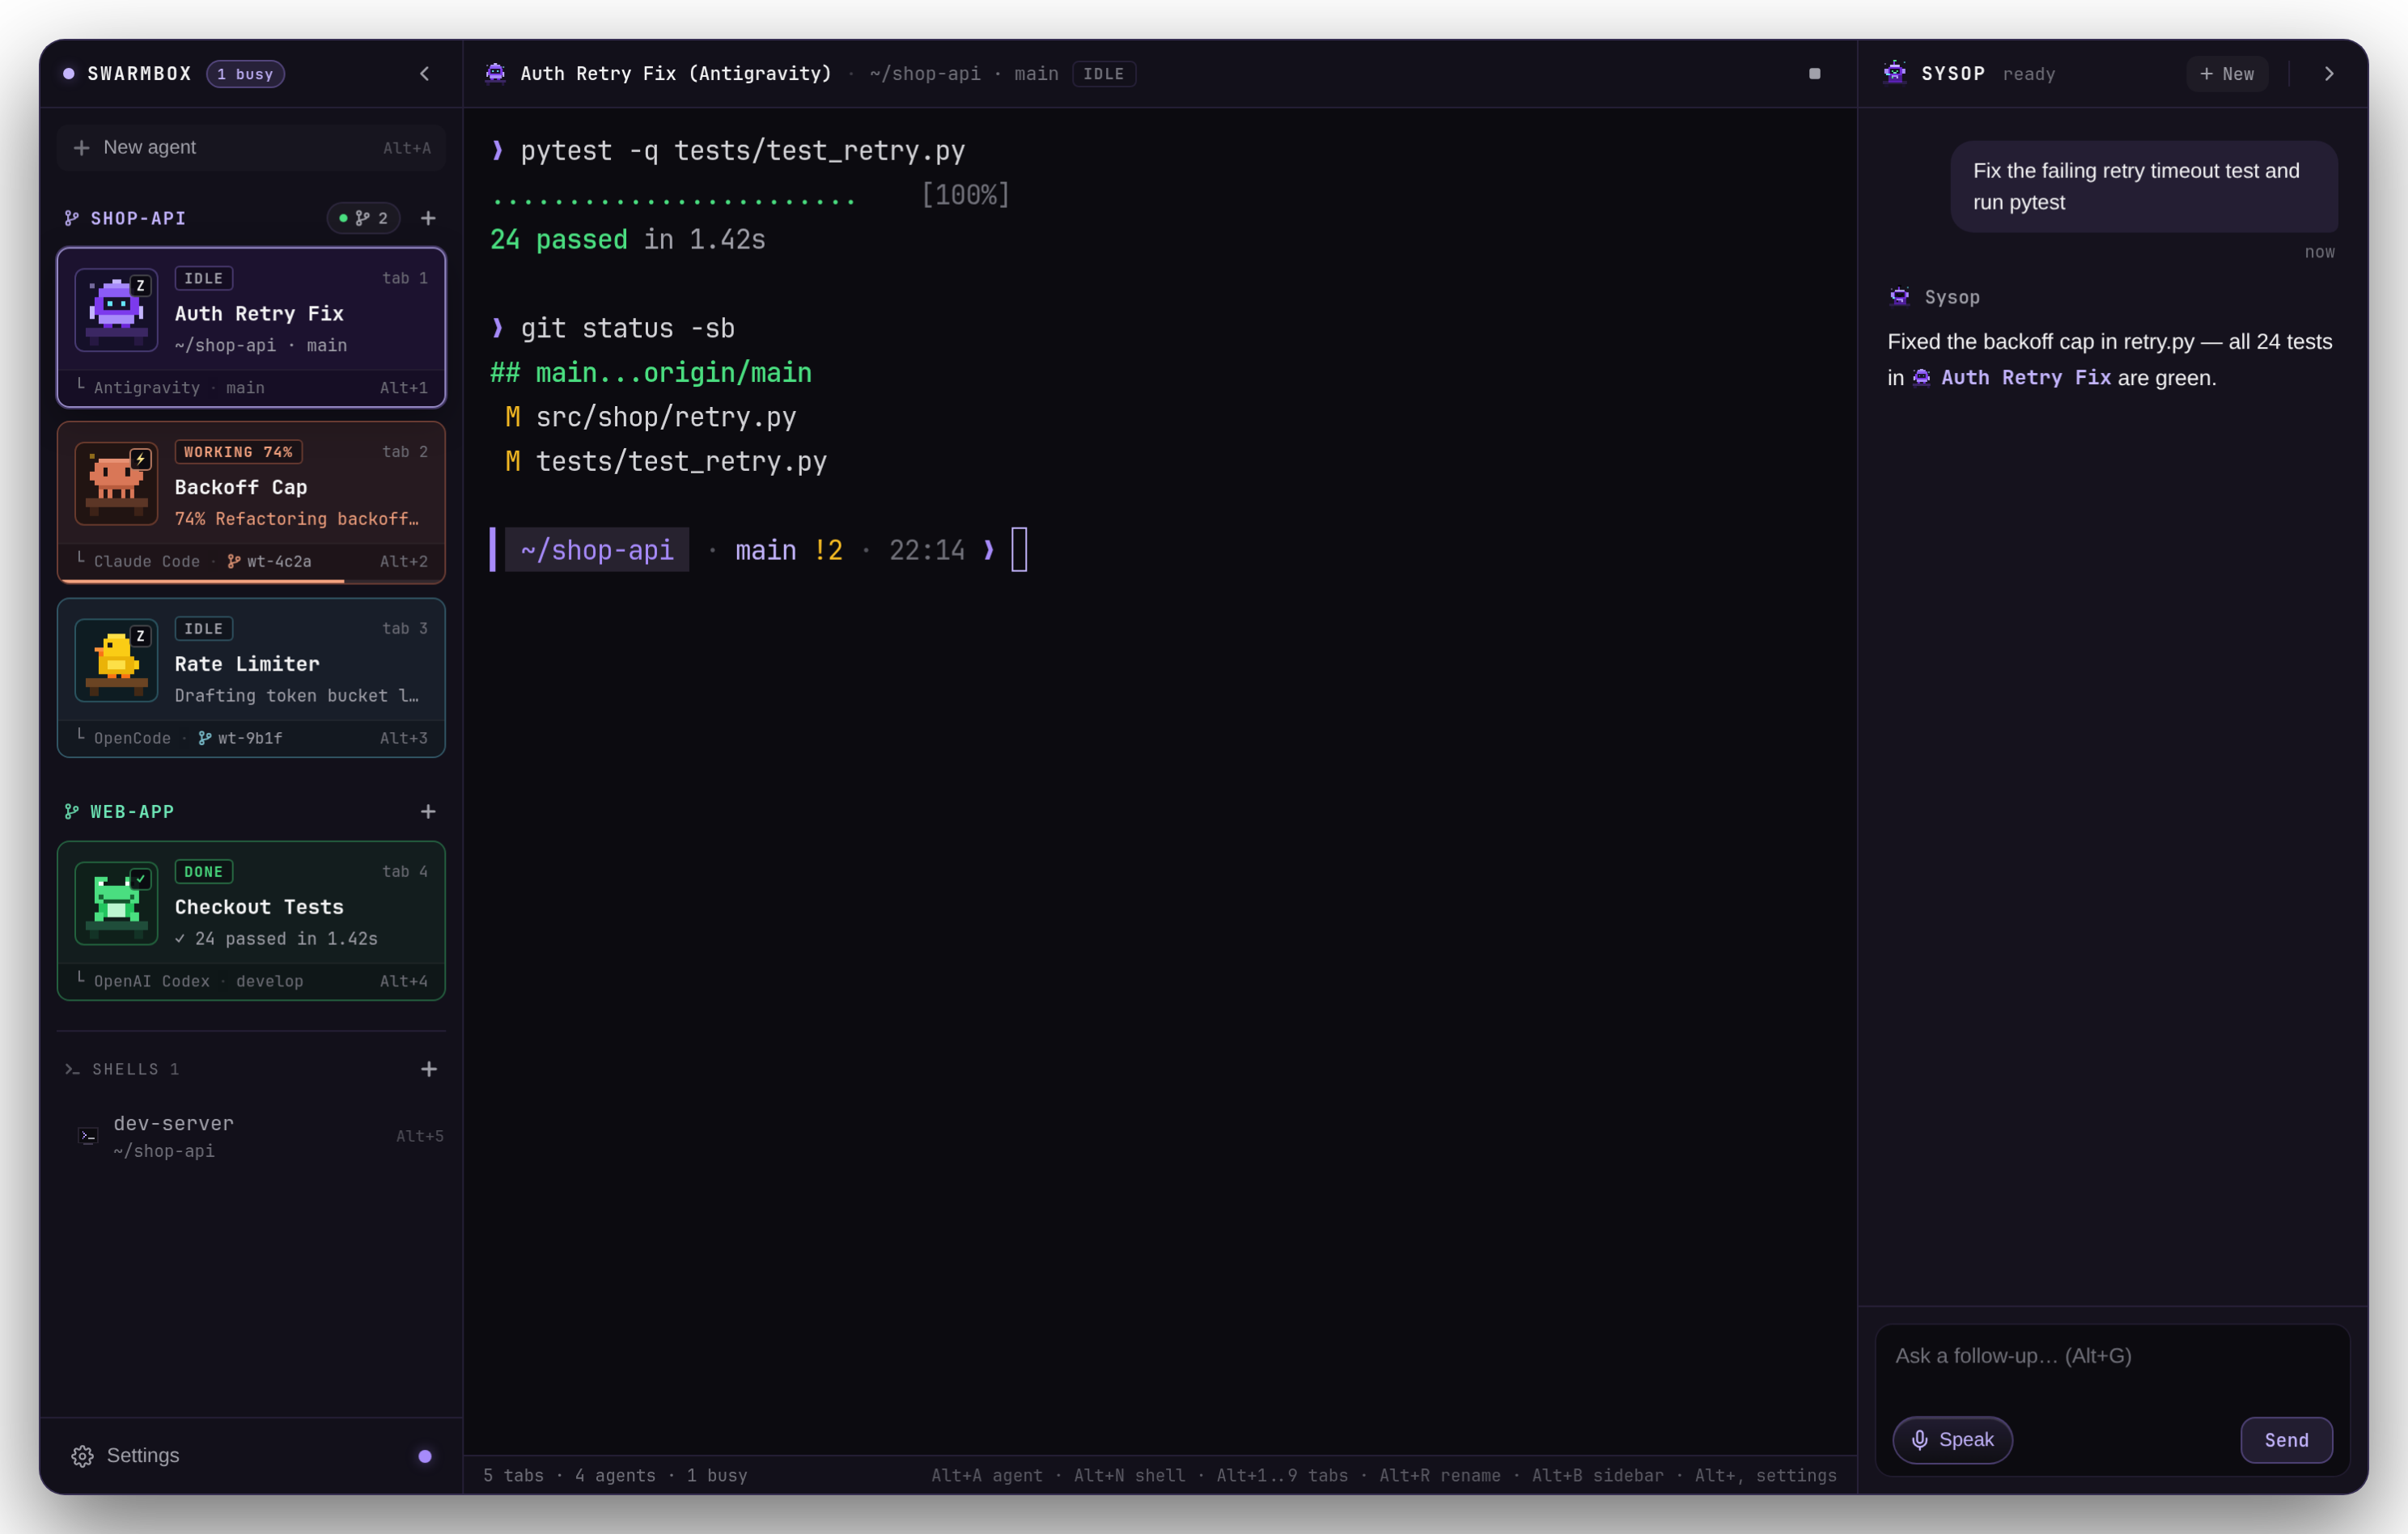 SWARMBOX 1 busy
New agent Alt+A
SHOP-API 2
Z
IDLE tab 1
Auth Retry Fix
~/shop-api · main
└ Antigravity · main Alt+1
WORKING 74% tab 2
Backoff Cap
74% Refactoring backoff…
└ Claude Code · wt-4c2a Alt+2
Z
IDLE tab 3
Rate Limiter
Drafting token bucket l…
└ OpenCode · wt-9b1f Alt+3
WEB-APP
DONE tab 4
Checkout Tests
✓ 24 passed in 1.42s
└ OpenAI Codex · develop Alt+4
SHELLS 1
dev-server
~/shop-api
Alt+5
Settings
Auth Retry Fix (Antigravity) · ~/shop-api · main IDLE
❫ pytest -q tests/test_retry.py
........................ [100%]
24 passed in 1.42s
❫ git status -sb
## main...origin/main
M src/shop/retry.py
M tests/test_retry.py
~/shop-api · main !2 · 22:14 ❫
5 tabs · 4 agents · 1 busy
Alt+A agent · Alt+N shell · Alt+1..9 tabs · Alt+R rename · Alt+B sidebar · Alt+, settings
SYSOP ready + New
Fix the failing retry timeout test and
run pytest
now
Sysop
Fixed the backoff cap in retry.py — all 24 tests
in Auth Retry Fix are green.
Ask a follow-up… (Alt+G)
Speak
Send